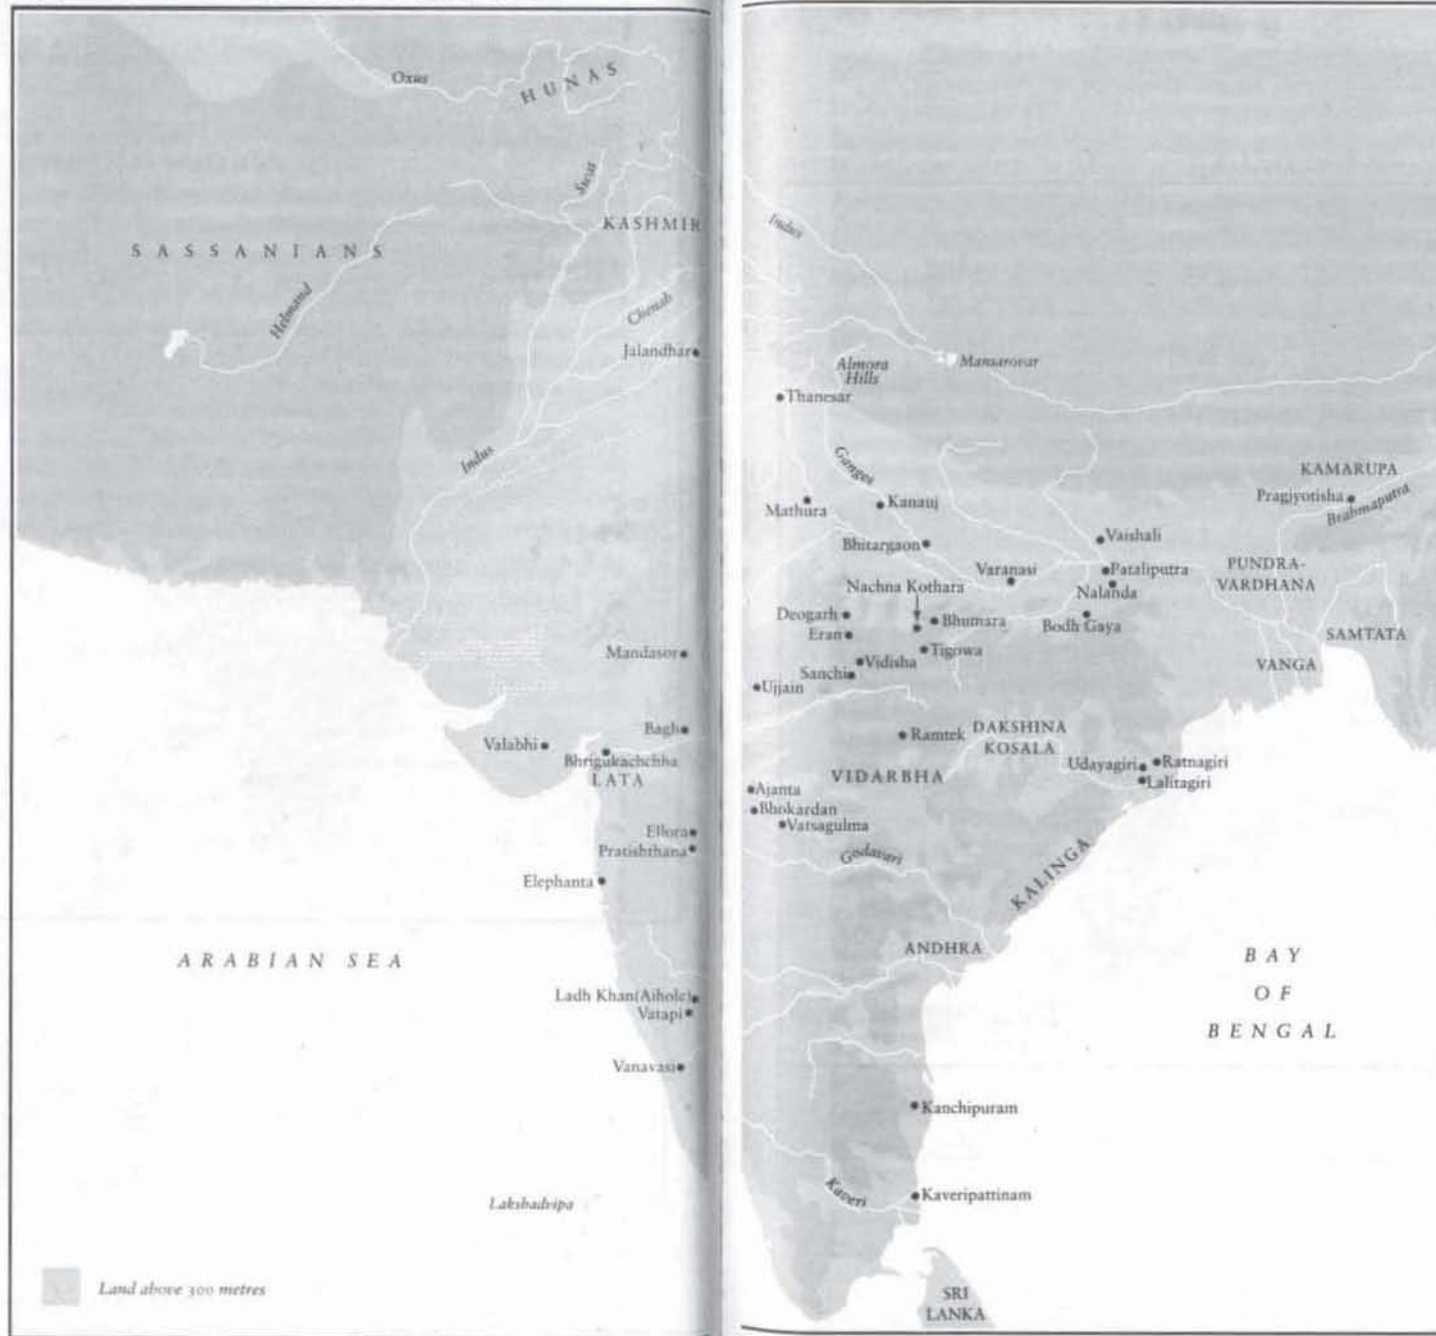 Oxus
HUNAS
Swat
KASHMIR
SASSANIANS
Helmand
Chenab
Jalandhar
Indus
Mandasor
Bagh
Valabhi
Bhrigukachchha
LATA
Ellora
Pratishthana
Elephanta
ARABIAN SEA
Ladh Khan(Aihole)
Vatapi
Vanavasi
Lakshadvipa
Land above 300 metres
Indus
Almora
Hills
Mansarovar
Thanesar
Ganges
KAMARUPA
Pragjyotisha
Brahmaputra
Mathura
Kanauj
Bhitargaon
Vaishali
Varanasi
Pataliputra
PUNDRA-
VARDHANA
Nachna Kothara
Nalanda
Deogarh
Bhumara
Bodh Gaya
Eran
SAMTATA
Tigowa
Vidisha
VANGA
Sanchi
Ujjain
Ramtek
DAKSHINA
KOSALA
Udayagiri
Ratnagiri
VIDARBHA
Lalitagiri
Ajanta
Bhokardan
Vatsagulma
Godavari
KALINGA
ANDHRA
BAY
OF
BENGAL
Kanchipuram
Kaveri
Kaveripattinam
SRI
LANKA